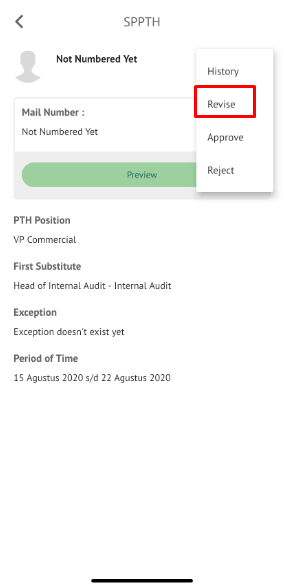 SPPTH
Not Numbered Yet
History
Revise
Approve
Reject
Mail Number :
Not Numbered Yet
Preview
PTH Position
VP Commercial
First Substitute
Head of Internal Audit - Internal Audit
Exception
Exception doesn't exist yet
Period of Time
15 Agustus 2020 s/d 22 Agustus 2020